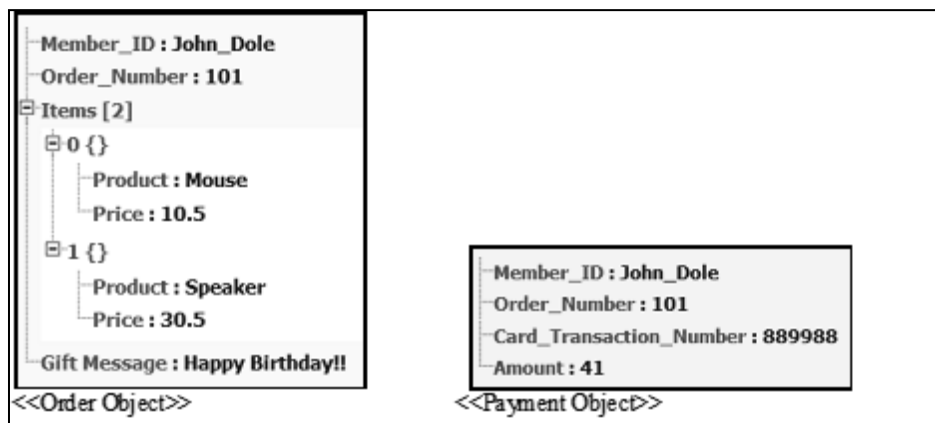 Member_ID : John_Dole
Order_Number : 101
Items [2]
0 {}
Product : Mouse
Price : 10.5
1 {}
Product : Speaker
Price : 30.5
Gift Message : Happy Birthday!!
<<Order Object>>
Member_ID : John_Dole
Order_Number : 101
Card_Transaction_Number : 889988
Amount : 41
<<Payment Object>>